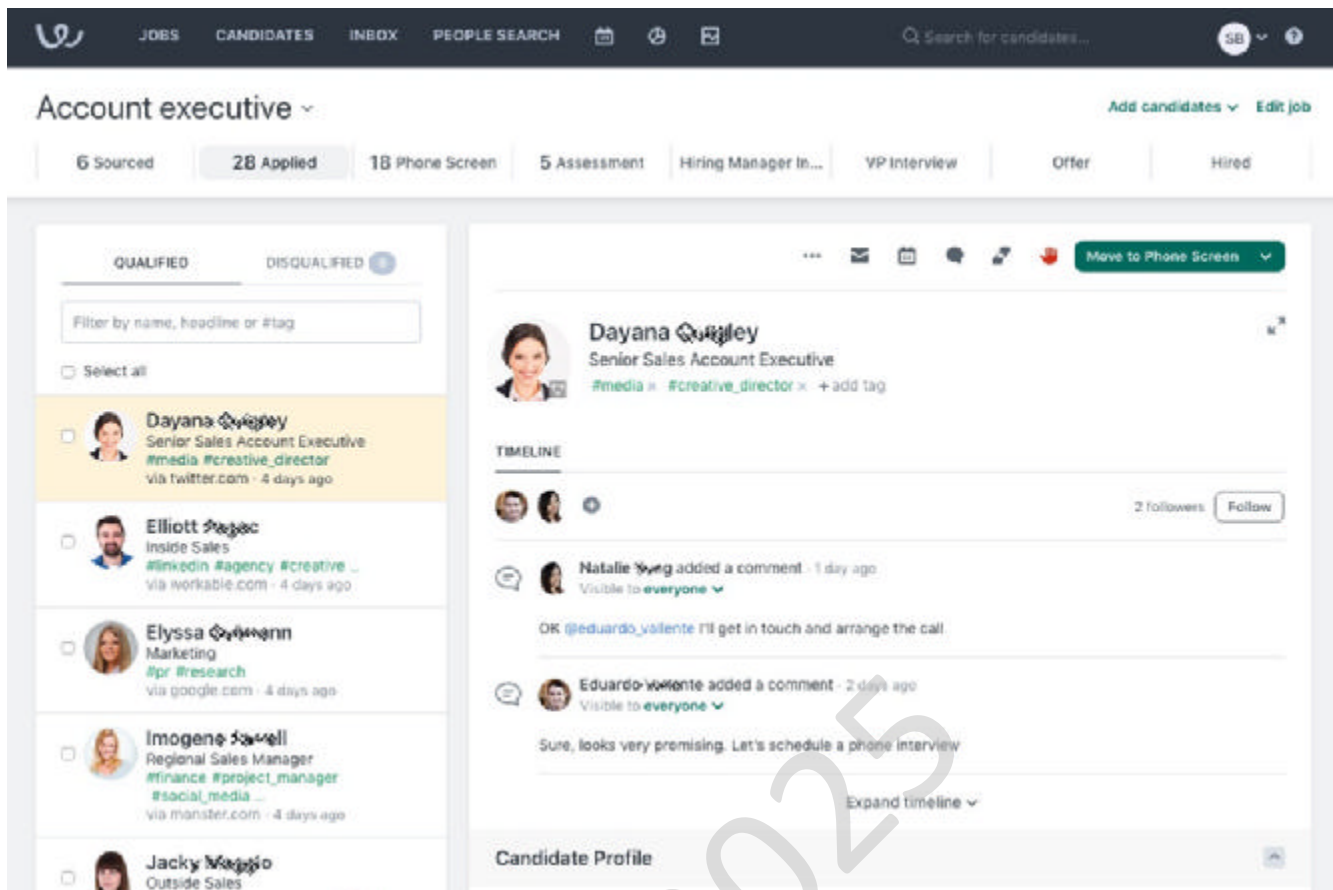 JOBS CANDIDATES INBOX PEOPLE SEARCH Search for candidates... SB
Account executive
Add candidates Edit job
6 Sourced 28 Applied 18 Phone Screen 5 Assessment Hiring Manager In... VP Interview Offer Hired
QUALIFIED DISQUALIFIED
Filter by name, headline or #tag
Select all
Dayana
Senior Sales Account Executive
#media #creative_director
via twitter.com · 4 days ago
Elliott
Inside Sales
#linkedin #agency #creative ...
via workable.com · 4 days ago
Elyssa
Marketing
#pr #research
via google.com · 4 days ago
Imogene
Regional Sales Manager
#finance #project_manager
#social_media ...
via monster.com · 4 days ago
Jacky
Outside Sales
... Move to Phone Screen
Dayana
Senior Sales Account Executive
#media × #creative_director × + add tag
TIMELINE
2 followers Follow
Natalie added a comment · 1 day ago
Visible to everyone
OK @eduardo_vallente I'll get in touch and arrange the call
Eduardo added a comment · 2 days ago
Visible to everyone
Sure, looks very promising. Let's schedule a phone interview
Expand timeline
Candidate Profile
2025